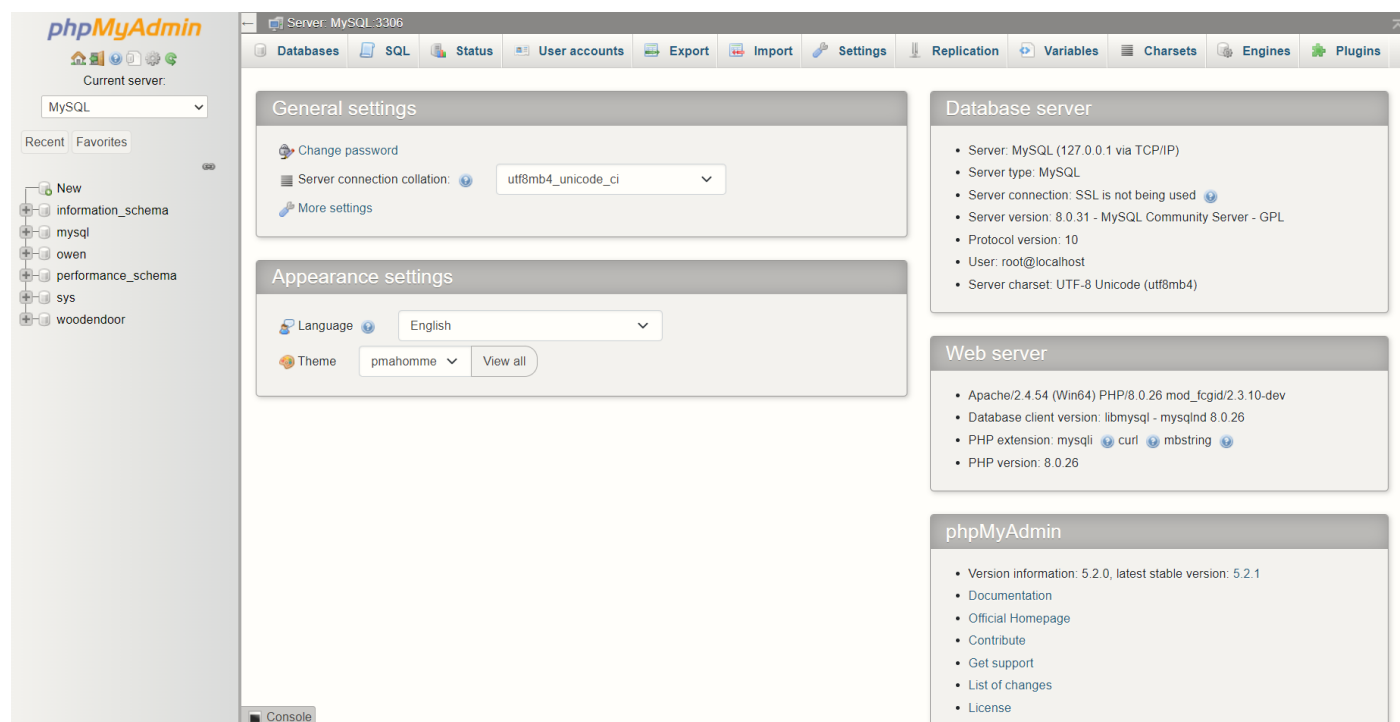 phpMyAdmin
Current server:
MySQL
Recent Favorites
New
information_schema
mysql
owen
performance_schema
sys
woodendoor
Server: MySQL:3306
Databases SQL Status User accounts Export Import Settings Replication Variables Charsets Engines Plugins
General settings
Change password
Server connection collation: utf8mb4_unicode_ci
More settings
Appearance settings
Language English
Theme pmahomme View all
Database server
Server: MySQL (127.0.0.1 via TCP/IP)
Server type: MySQL
Server connection: SSL is not being used
Server version: 8.0.31 - MySQL Community Server - GPL
Protocol version: 10
User: root@localhost
Server charset: UTF-8 Unicode (utf8mb4)
Web server
Apache/2.4.54 (Win64) PHP/8.0.26 mod_fcgid/2.3.10-dev
Database client version: libmysql - mysqlnd 8.0.26
PHP extension: mysqli curl mbstring
PHP version: 8.0.26
phpMyAdmin
Version information: 5.2.0, latest stable version: 5.2.1
Documentation
Official Homepage
Contribute
Get support
List of changes
License
Console